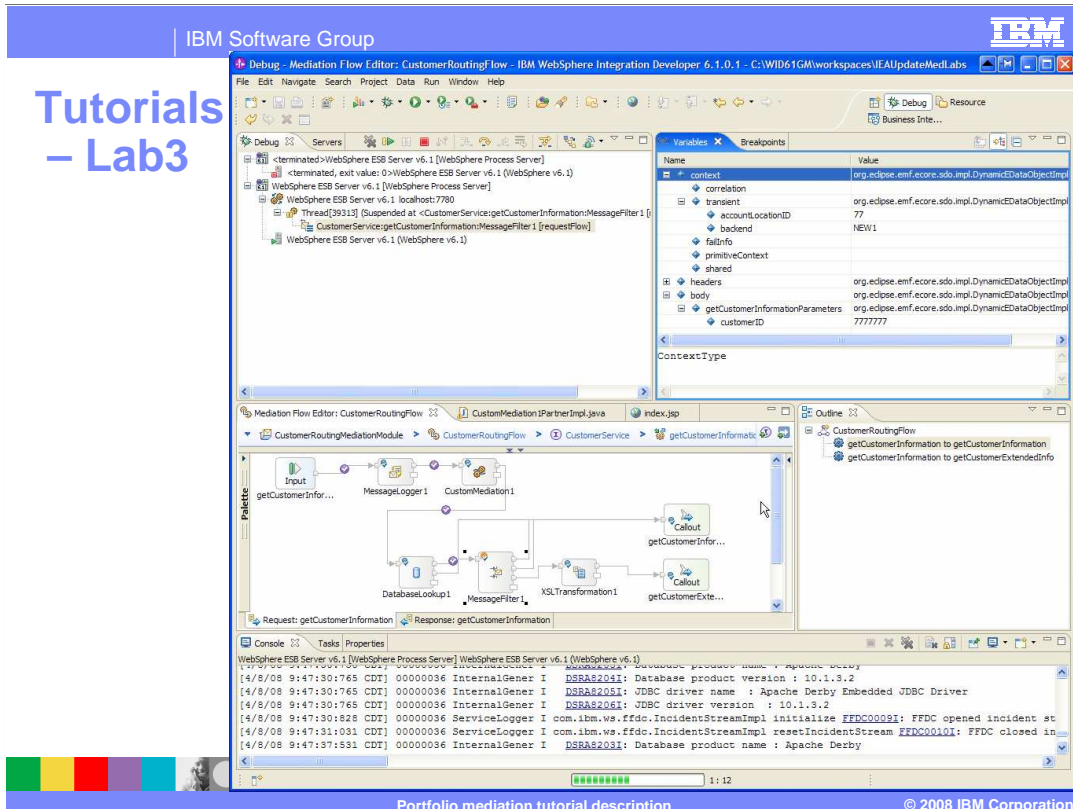 IBM Software Group
IBM
Tutorials
– Lab3
Debug - Mediation Flow Editor: CustomerRoutingFlow - IBM WebSphere Integration Developer 6.1.0.1 - C:\WID61GM\workspaces\IEAUpdateMedLabs
File Edit Navigate Search Project Data Run Window Help
Debug Resource
Business Inte...
Debug Servers
<terminated>WebSphere ESB Server v6.1 [WebSphere Process Server]
<terminated, exit value: 0>WebSphere ESB Server v6.1 (WebSphere v6.1)
WebSphere ESB Server v6.1 [WebSphere Process Server]
WebSphere ESB Server v6.1 localhost:7780
Thread[39313] (Suspended at <CustomerService:getCustomerInformation:MessageFilter1 [
CustomerService:getCustomerInformation:MessageFilter1 [requestFlow]
WebSphere ESB Server v6.1 (WebSphere v6.1)
Variables Breakpoints
Name Value
context org.eclipse.emf.ecore.sdo.impl.DynamicEDataObjectImpl
correlation
transient org.eclipse.emf.ecore.sdo.impl.DynamicEDataObjectImpl
accountLocationID 77
backend NEW1
failInfo
primitiveContext
shared
headers org.eclipse.emf.ecore.sdo.impl.DynamicEDataObjectImpl
body org.eclipse.emf.ecore.sdo.impl.DynamicEDataObjectImpl
getCustomerInformationParameters org.eclipse.emf.ecore.sdo.impl.DynamicEDataObjectImpl
customerID 7777777
ContextType
Mediation Flow Editor: CustomerRoutingFlow CustomMediation1PartnerImpl.java index.jsp
CustomerRoutingMediationModule > CustomerRoutingFlow > CustomerService > getCustomerInformatic
Palette
Input
getCustomerInfor...
MessageLogger1
CustomMediation1
Callout
getCustomerInfor...
DatabaseLookup1
MessageFilter1
XSLTransformation1
Callout
getCustomerExte...
Request: getCustomerInformation Response: getCustomerInformation
Outline
CustomerRoutingFlow
getCustomerInformation to getCustomerInformation
getCustomerInformation to getCustomerExtendedInfo
Console Tasks Properties
WebSphere ESB Server v6.1 [WebSphere Process Server] WebSphere ESB Server v6.1 (WebSphere v6.1)
[4/8/08 9:47:30:765 CDT] 00000036 InternalGener I DSRA8204I: Database product version : 10.1.3.2
[4/8/08 9:47:30:765 CDT] 00000036 InternalGener I DSRA8205I: JDBC driver name : Apache Derby Embedded JDBC Driver
[4/8/08 9:47:30:765 CDT] 00000036 InternalGener I DSRA8206I: JDBC driver version : 10.1.3.2
[4/8/08 9:47:30:828 CDT] 00000036 ServiceLogger I com.ibm.ws.ffdc.IncidentStreamImpl initialize FFDC0009I: FFDC opened incident st
[4/8/08 9:47:31:031 CDT] 00000036 ServiceLogger I com.ibm.ws.ffdc.IncidentStreamImpl resetIncidentStream FFDC0010I: FFDC closed in
[4/8/08 9:47:37:531 CDT] 00000036 InternalGener I DSRA8203I: Database product name : Apache Derby
1:12
Portfolio mediation tutorial description
© 2008 IBM Corporation